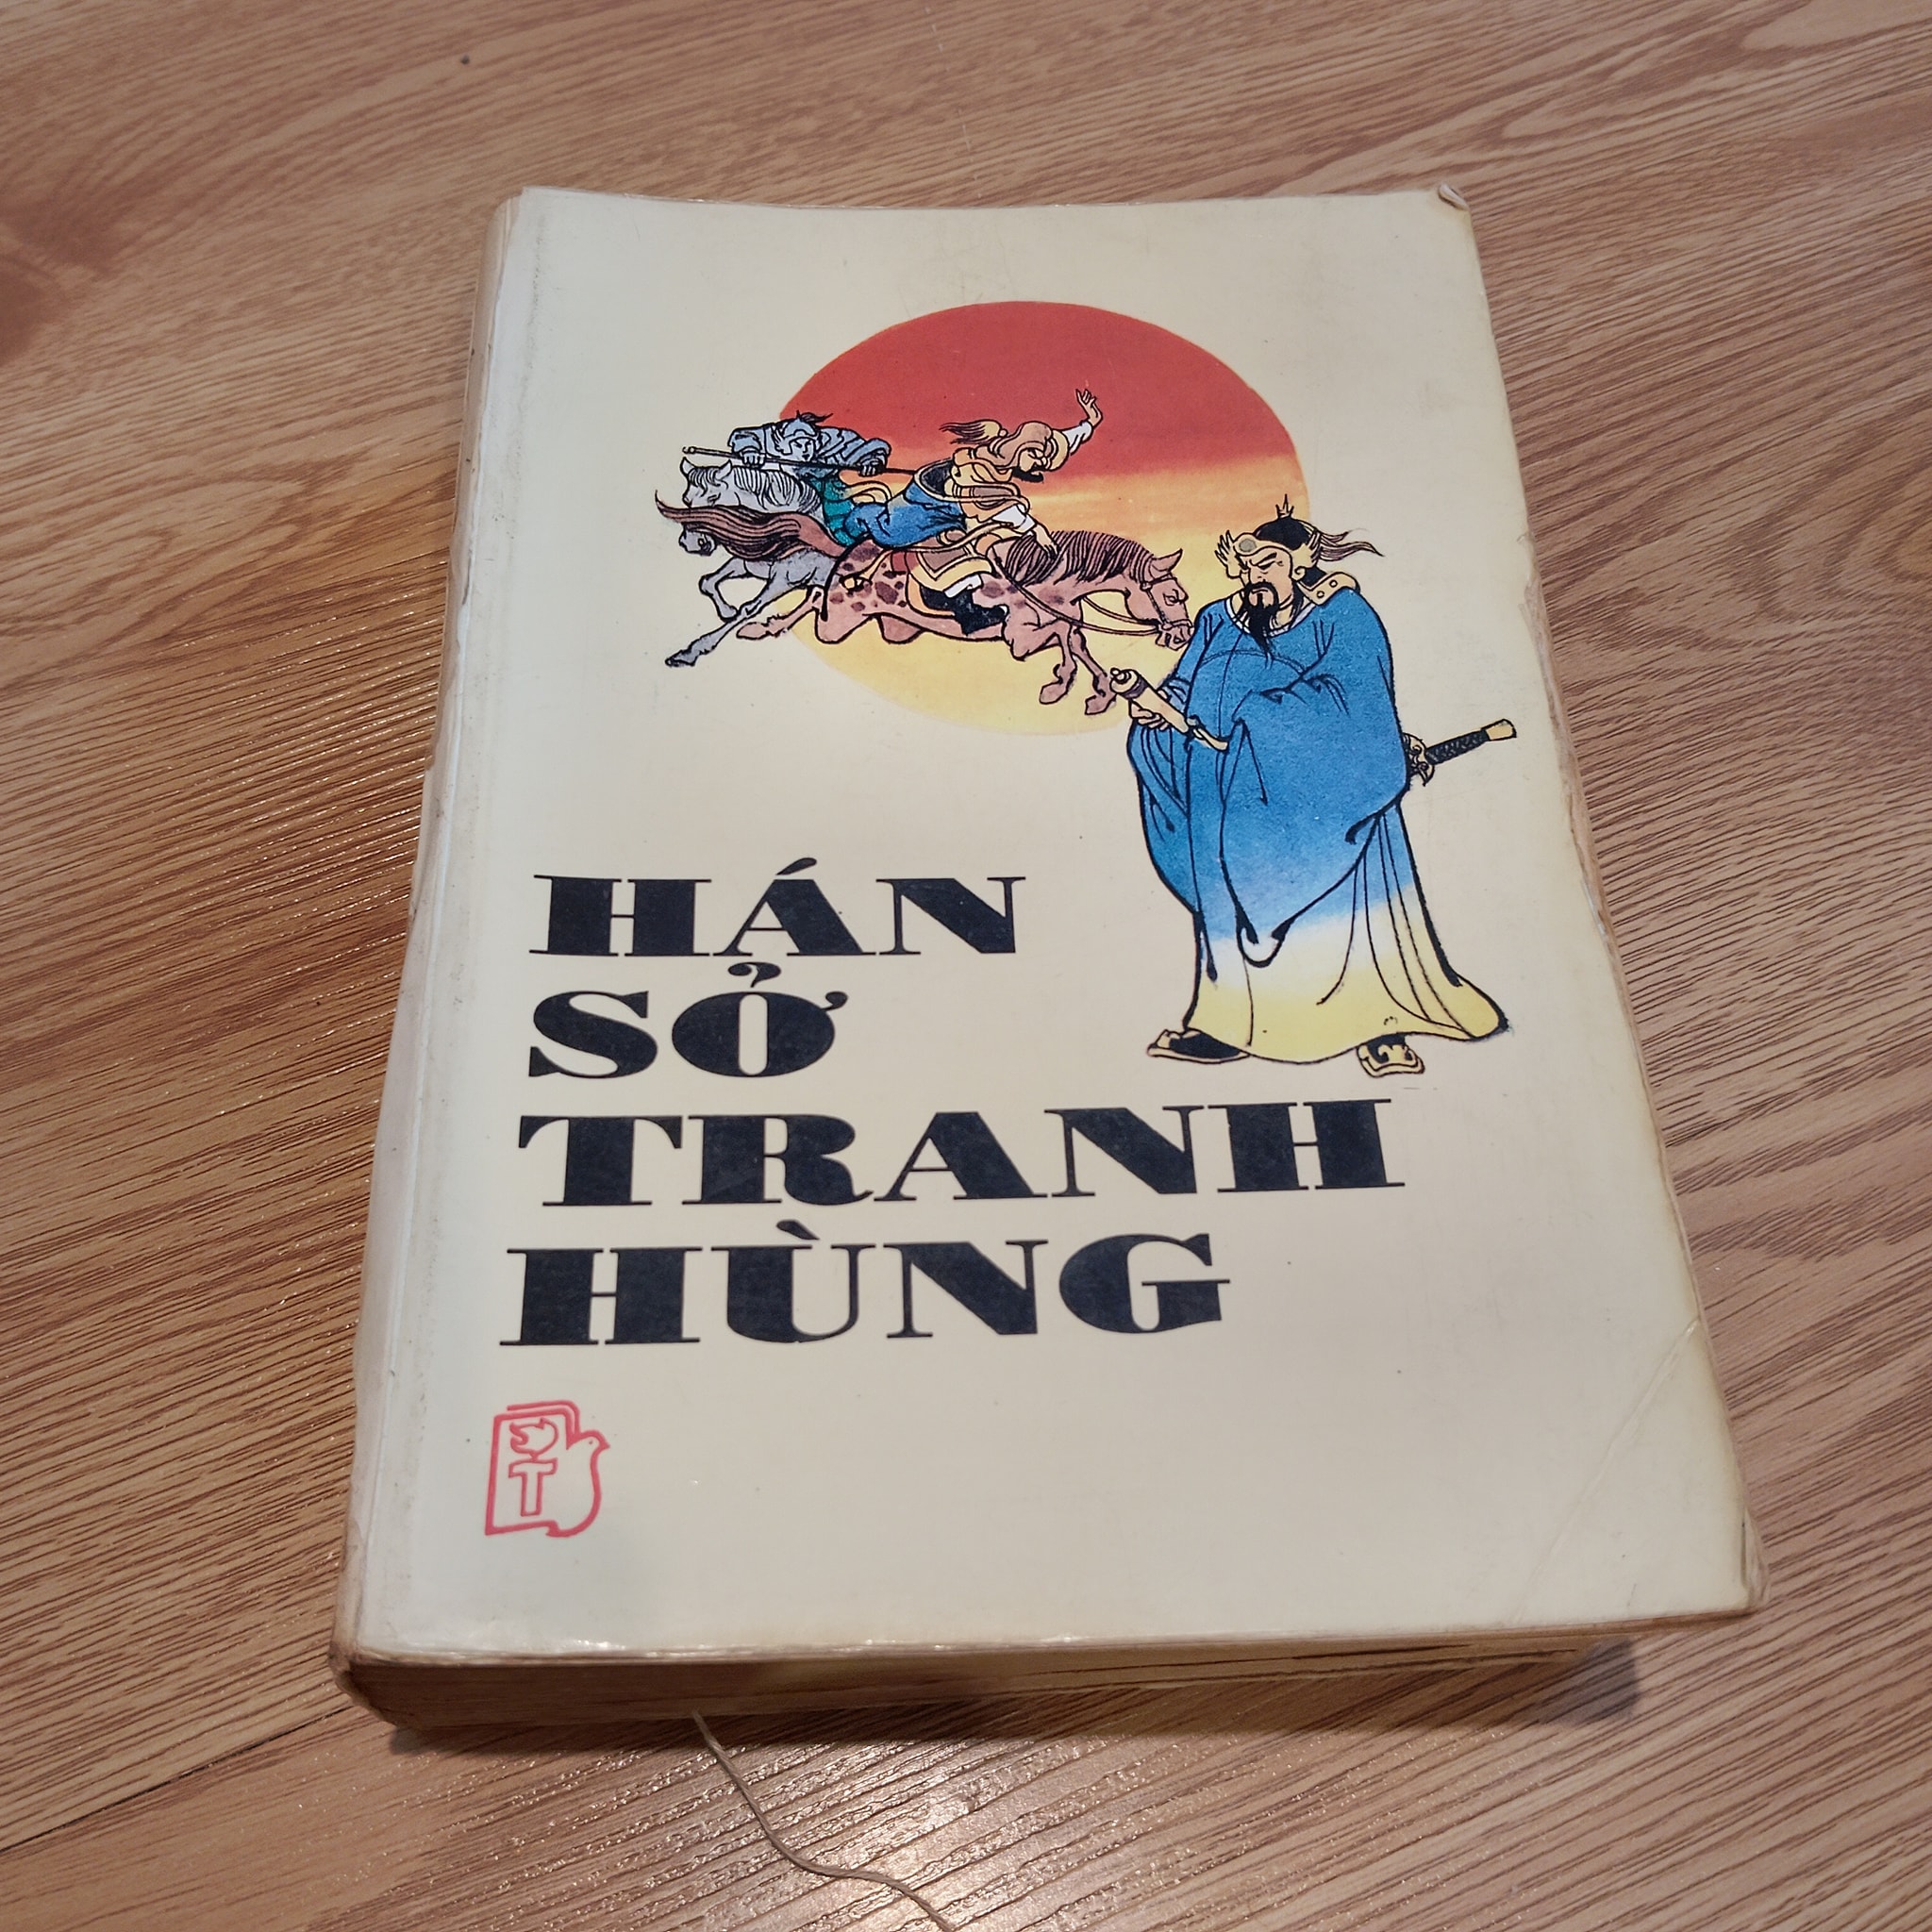 HÁN
SỞ
TRANH
HÙNG
T